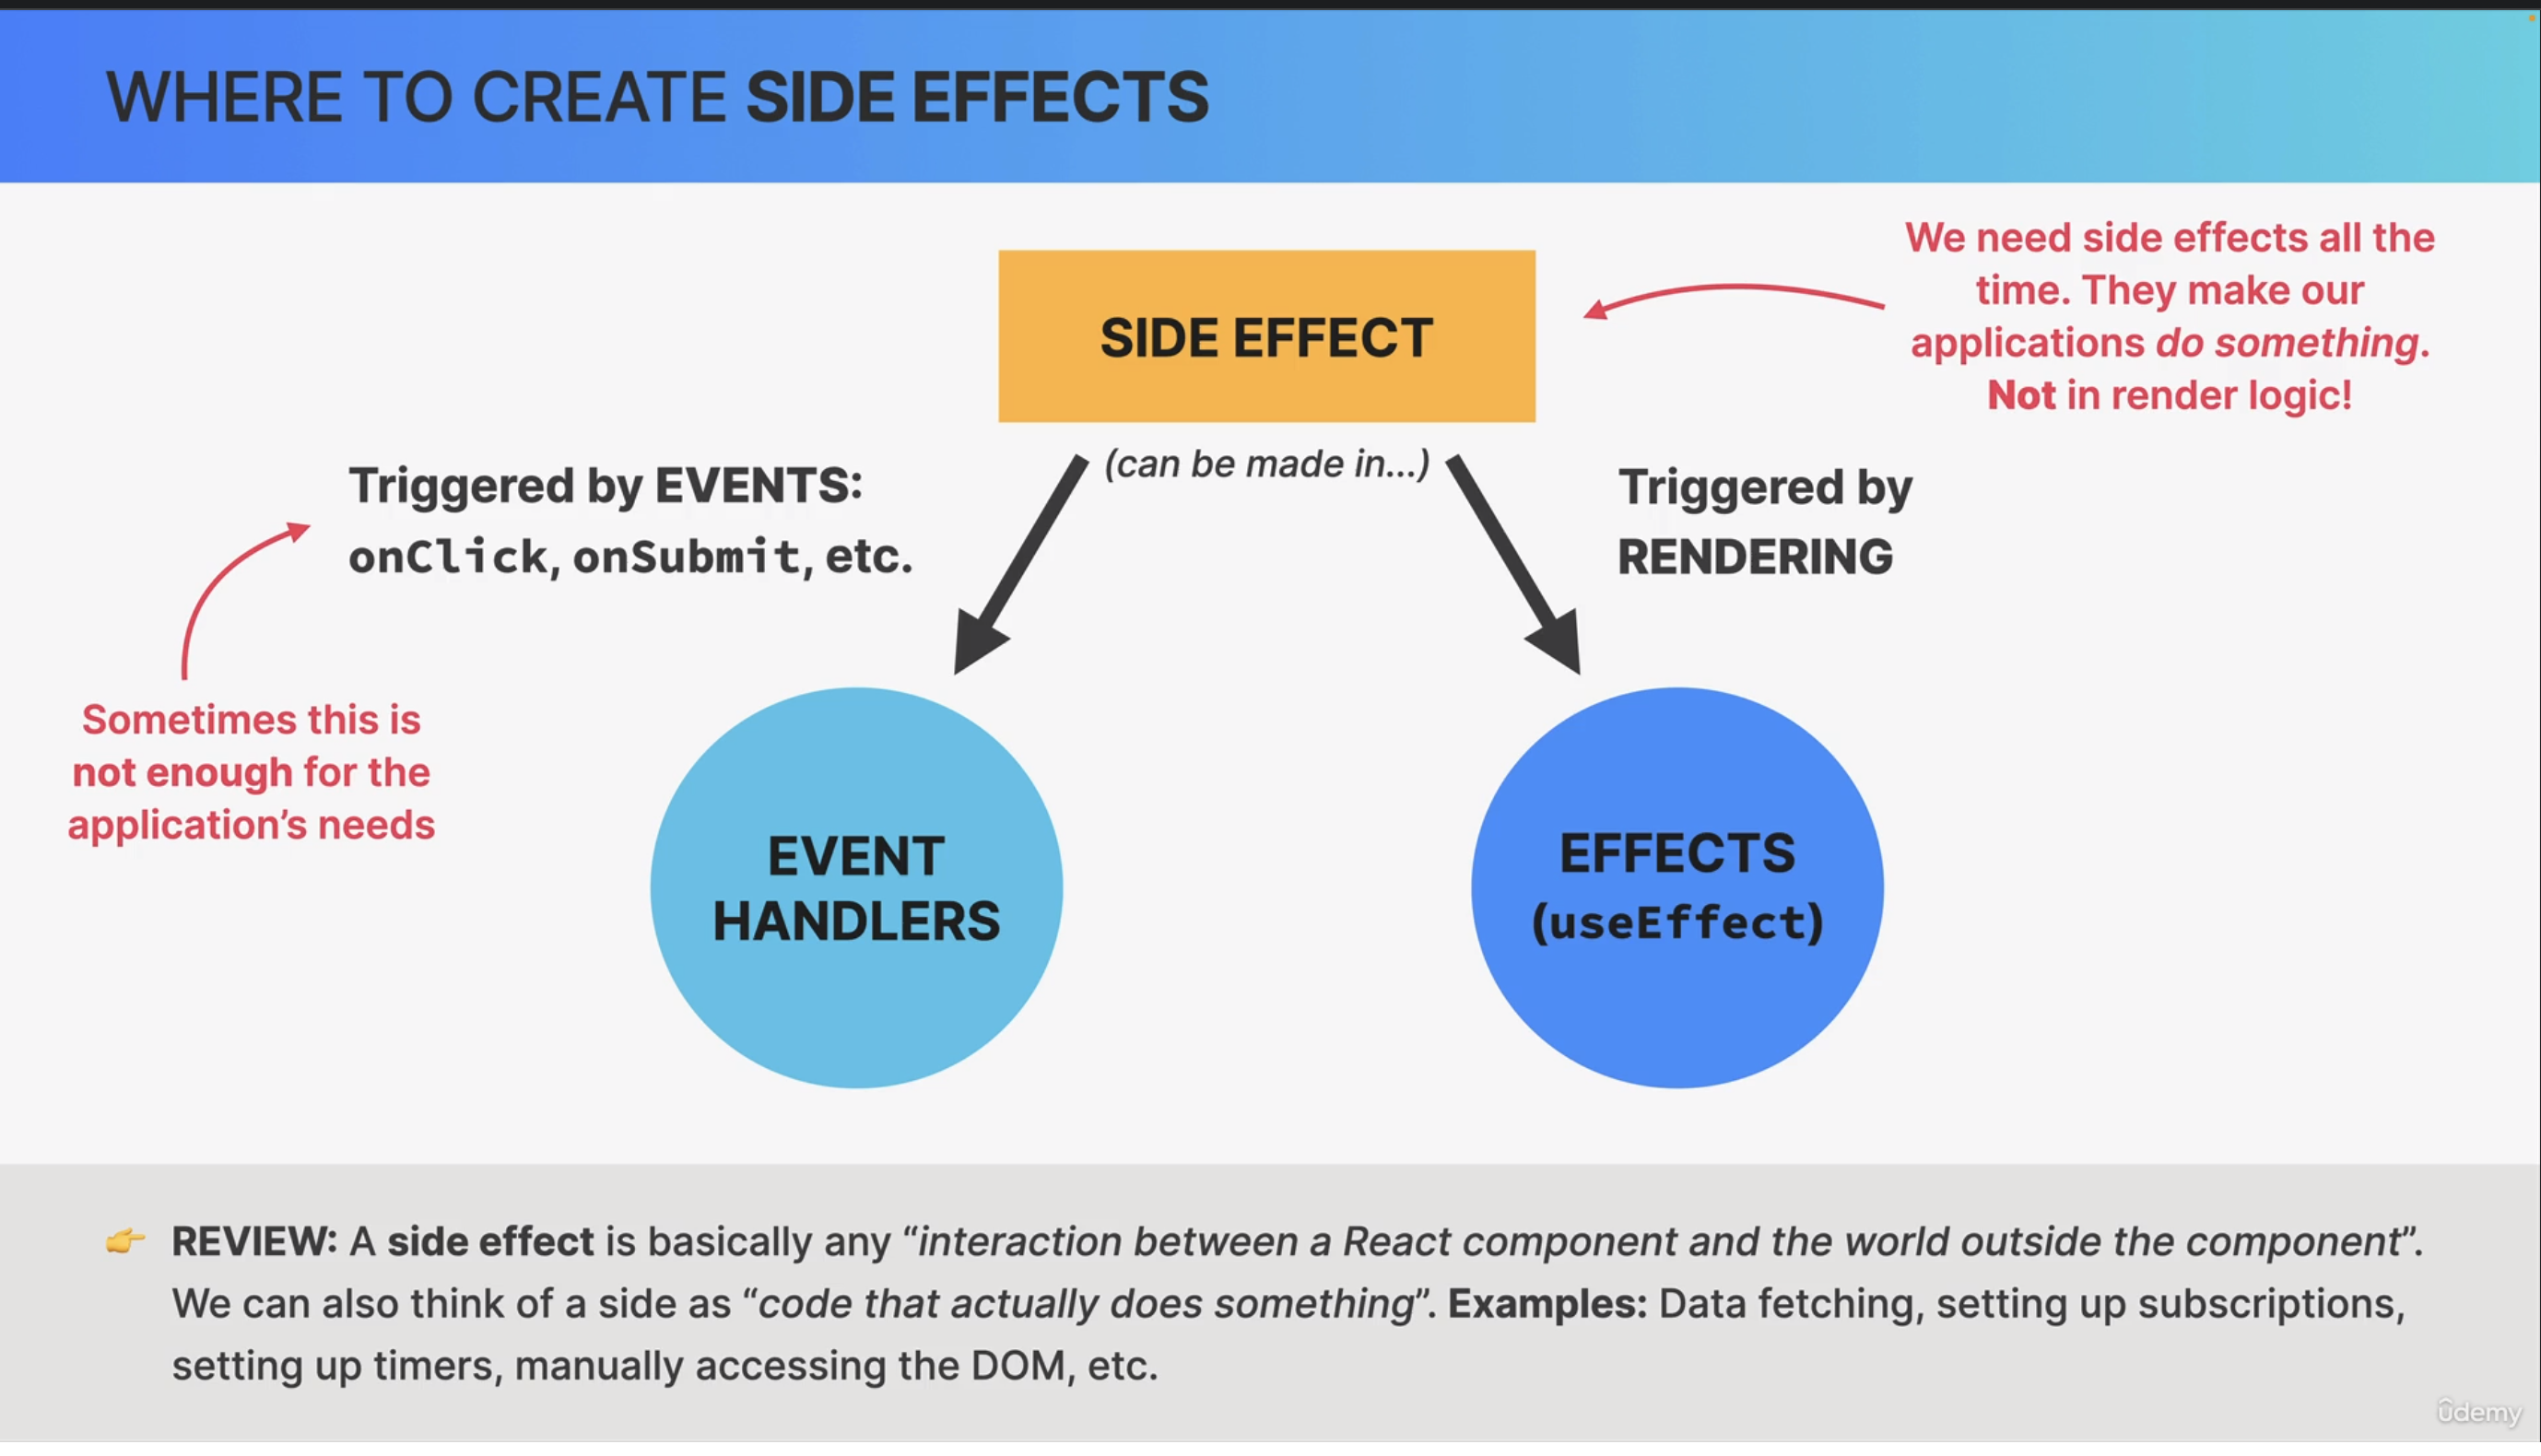 WHERE TO CREATE SIDE EFFECTS
We need side effects all the
time. They make our
applications do something.
Not in render logic!
SIDE EFFECT
(can be made in...)
Triggered by EVENTS:
onClick, onSubmit, etc.
Triggered by
RENDERING
Sometimes this is
not enough for the
application’s needs
EVENT
HANDLERS
EFFECTS
(useEffect)
👉 REVIEW: A side effect is basically any “interaction between a React component and the world outside the component”.
We can also think of a side as “code that actually does something”. Examples: Data fetching, setting up subscriptions,
setting up timers, manually accessing the DOM, etc.
ûdemy